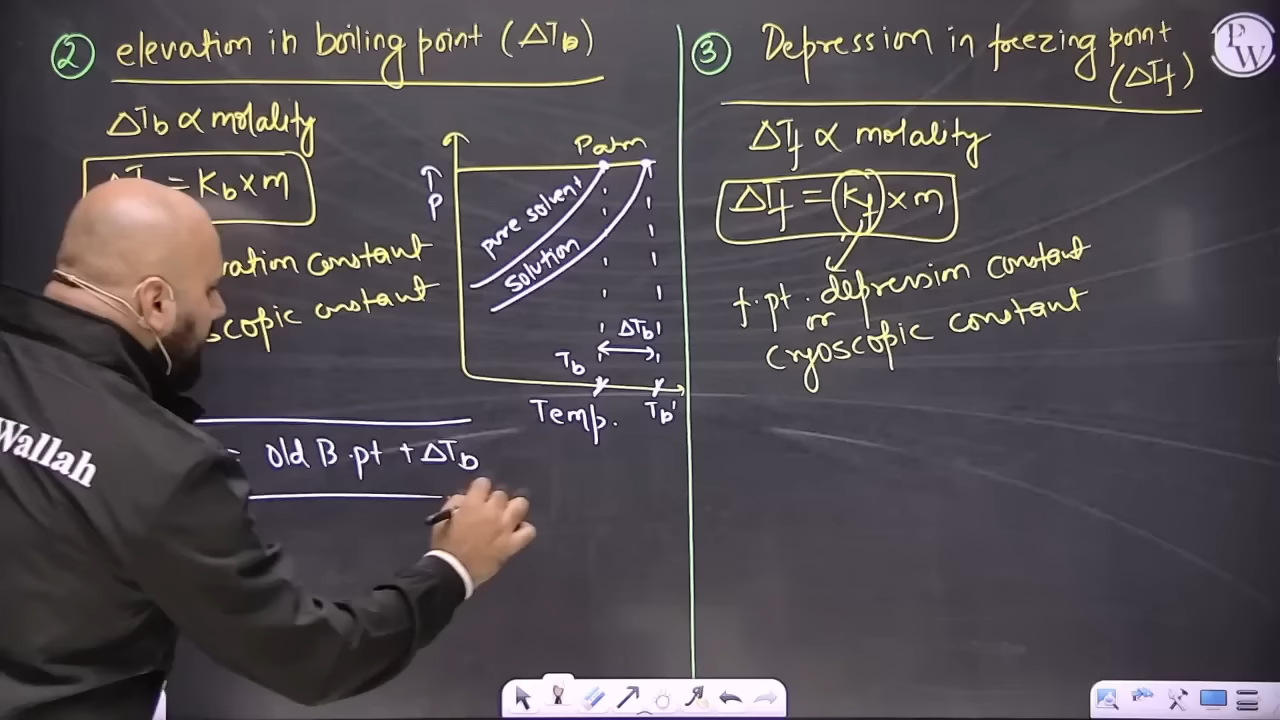 ② elevation in boiling point (ΔTb)
ΔTb α molality
= Kb × m
constant
constant
= old B.pt + ΔTb
↑
P
Patm
pure solvent
solution
ΔTb
Tb
Temp.
Tb'
③ Depression in freezing point
(ΔTf)
ΔTf α molality
ΔTf = Kf × m
f.pt. depression constant
or
Cryoscopic constant
PW
Wallah